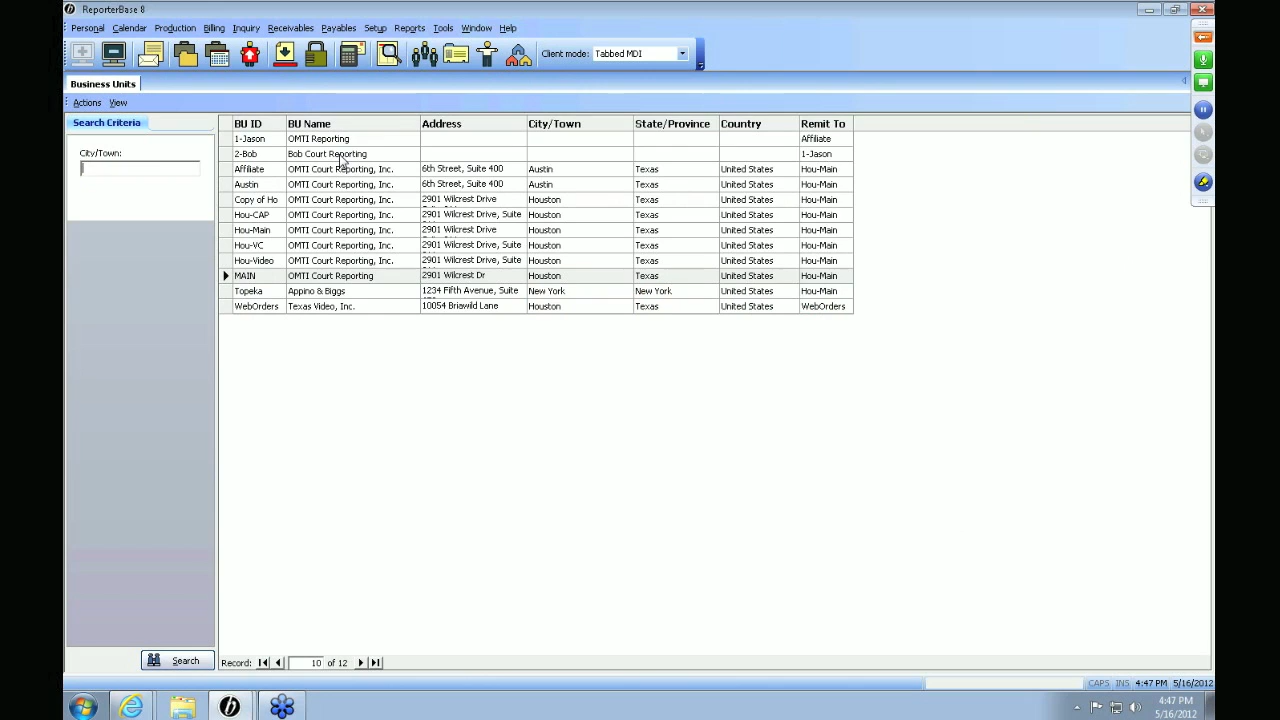 ReporterBase 8
Personal Calendar Production Billing Inquiry Receivables Payables Setup Reports Tools Window Help
Client mode: Tabbed MDI
Business Units
Actions View
Search Criteria
City/Town:
BU ID BU Name Address City/Town State/Province Country Remit To
1-Jason OMTI Reporting Affiliate
2-Bob Bob Court Reporting 1-Jason
Affiliate OMTI Court Reporting, Inc. 6th Street, Suite 400 Austin Texas United States Hou-Main
Austin OMTI Court Reporting, Inc. 6th Street, Suite 400 Austin Texas United States Hou-Main
Copy of Ho OMTI Court Reporting, Inc. 2901 Wilcrest Drive Houston Texas United States Hou-Main
Hou-CAP OMTI Court Reporting, Inc. 2901 Wilcrest Drive, Suite Houston Texas United States Hou-Main
Hou-Main OMTI Court Reporting, Inc. 2901 Wilcrest Drive Houston Texas United States Hou-Main
Hou-VC OMTI Court Reporting, Inc. 2901 Wilcrest Drive, Suite Houston Texas United States Hou-Main
Hou-Video OMTI Court Reporting, Inc. 2901 Wilcrest Drive, Suite Houston Texas United States Hou-Main
MAIN OMTI Court Reporting 2901 Wilcrest Dr Houston Texas United States Hou-Main
Topeka Appino & Biggs 1234 Fifth Avenue, Suite New York New York United States Hou-Main
WebOrders Texas Video, Inc. 10054 Briawild Lane Houston Texas United States WebOrders
Search
Record: 10 of 12
CAPS INS 4:47 PM 5/16/2012
4:47 PM
5/16/2012